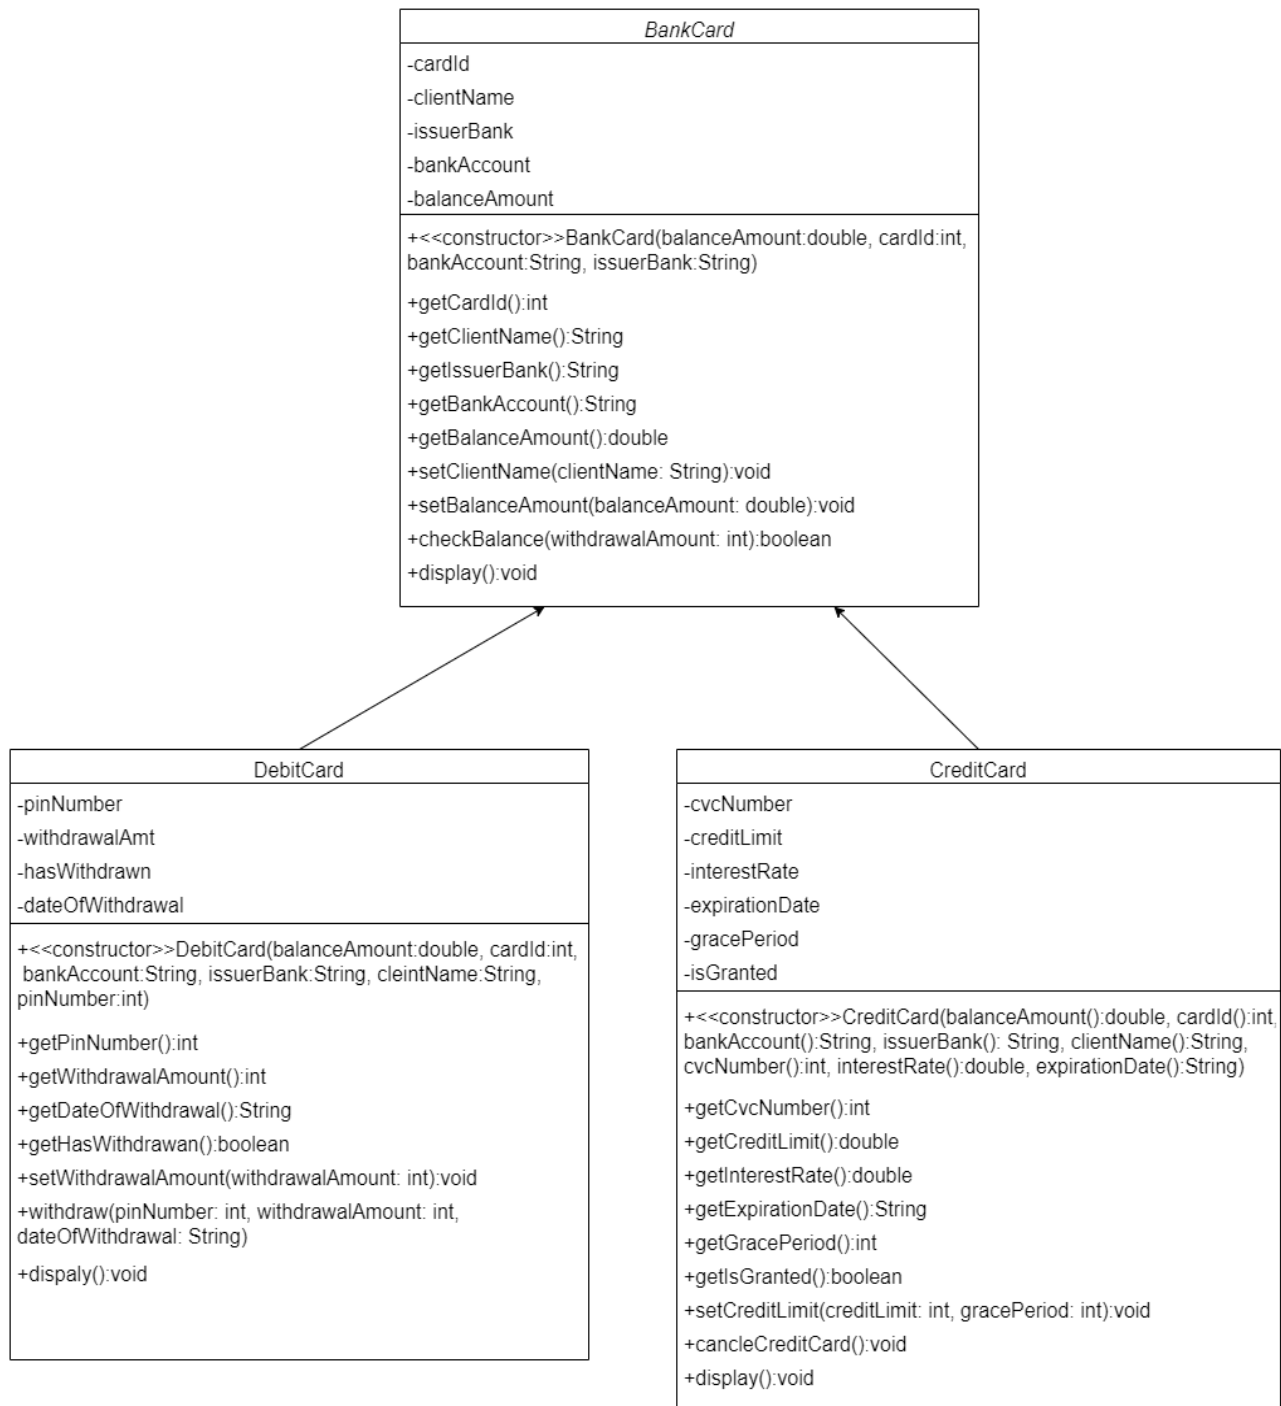 BankCard
-cardId
-clientName
-issuerBank
-bankAccount
-balanceAmount
+<<constructor>>BankCard(balanceAmount:double, cardId:int,
bankAccount:String, issuerBank:String)
+getCardId():int
+getClientName():String
+getIssuerBank():String
+getBankAccount():String
+getBalanceAmount():double
+setClientName(clientName: String):void
+setBalanceAmount(balanceAmount: double):void
+checkBalance(withdrawalAmount: int):boolean
+display():void
DebitCard
-pinNumber
-withdrawalAmt
-hasWithdrawn
-dateOfWithdrawal
+<<constructor>>DebitCard(balanceAmount:double, cardId:int,
bankAccount:String, issuerBank:String, cleintName:String,
pinNumber:int)
+getPinNumber():int
+getWithdrawalAmount():int
+getDateOfWithdrawal():String
+getHasWithdrawan():boolean
+setWithdrawalAmount(withdrawalAmount: int):void
+withdraw(pinNumber: int, withdrawalAmount: int,
dateOfWithdrawal: String)
+dispaly():void
CreditCard
-cvcNumber
-creditLimit
-interestRate
-expirationDate
-gracePeriod
-isGranted
+<<constructor>>CreditCard(balanceAmount():double, cardId():int,
bankAccount():String, issuerBank(): String, clientName():String,
cvcNumber():int, interestRate():double, expirationDate():String)
+getCvcNumber():int
+getCreditLimit():double
+getInterestRate():double
+getExpirationDate():String
+getGracePeriod():int
+getIsGranted():boolean
+setCreditLimit(creditLimit: int, gracePeriod: int):void
+cancleCreditCard():void
+display():void